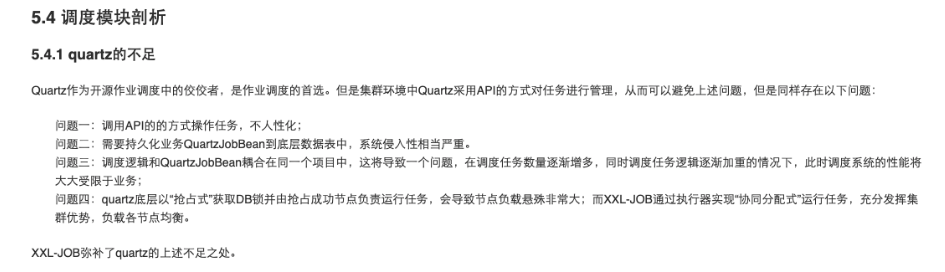 5.4 调度模块剖析
5.4.1 quartz的不足
Quartz作为开源作业调度中的佼佼者，是作业调度的首选。但是集群环境中Quartz采用API的方式对任务进行管理，从而可以避免上述问题，但是同样存在以下问题：
问题一：调用API的的方式操作任务，不人性化；
问题二：需要持久化业务QuartzJobBean到底层数据表中，系统侵入性相当严重。
问题三：调度逻辑和QuartzJobBean耦合在同一个项目中，这将导致一个问题，在调度任务数量逐渐增多，同时调度任务逻辑逐渐加重的情况下，此时调度系统的性能将
大大受限于业务；
问题四：quartz底层以“抢占式”获取DB锁并由抢占成功节点负责运行任务，会导致节点负载悬殊非常大；而XXL-JOB通过执行器实现“协同分配式”运行任务，充分发挥集
群优势，负载各节点均衡。
XXL-JOB弥补了quartz的上述不足之处。